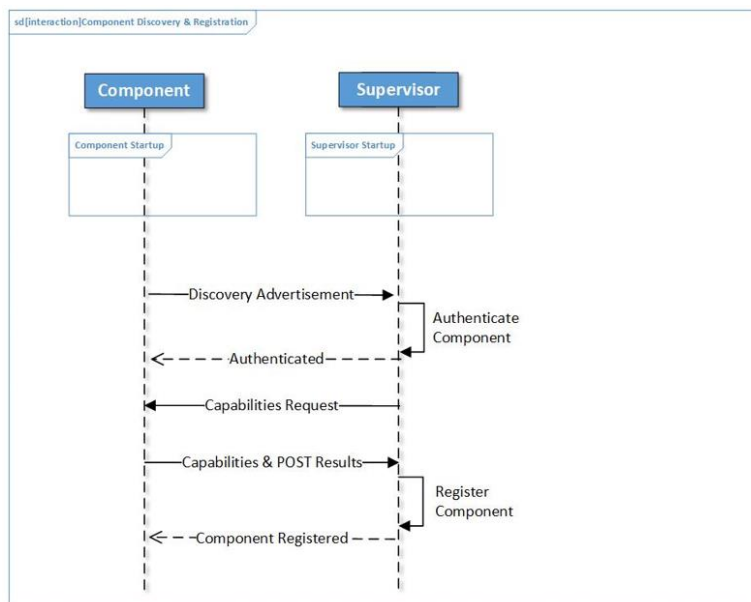 sd[interaction]Component Discovery & Registration
Component
Supervisor
Component Startup
Supervisor Startup
Discovery Advertisement
Authenticate
Component
Authenticated
Capabilities Request
Capabilities & POST Results
Register
Component
Component Registered